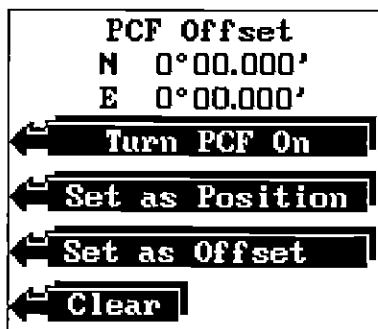 PCF Offset
N 0°00.000'
E 0°00.000'
Turn PCF On
Set as Position
Set as Offset
Clear